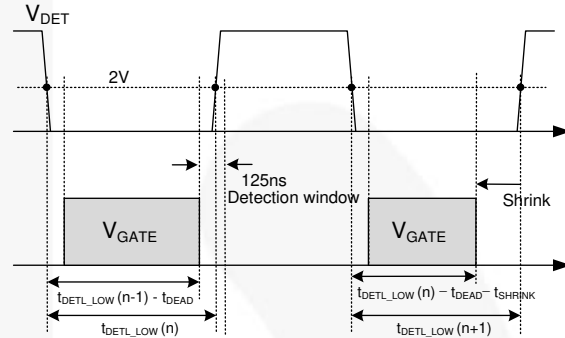 VDET
2V
125ns
Detection window
Shrink
VGATE
VGATE
tDETL_LOW (n-1) - tDEAD
tDETL_LOW (n) – tDEAD – tSHRINK
tDETL_LOW (n)
tDETL_LOW (n+1)